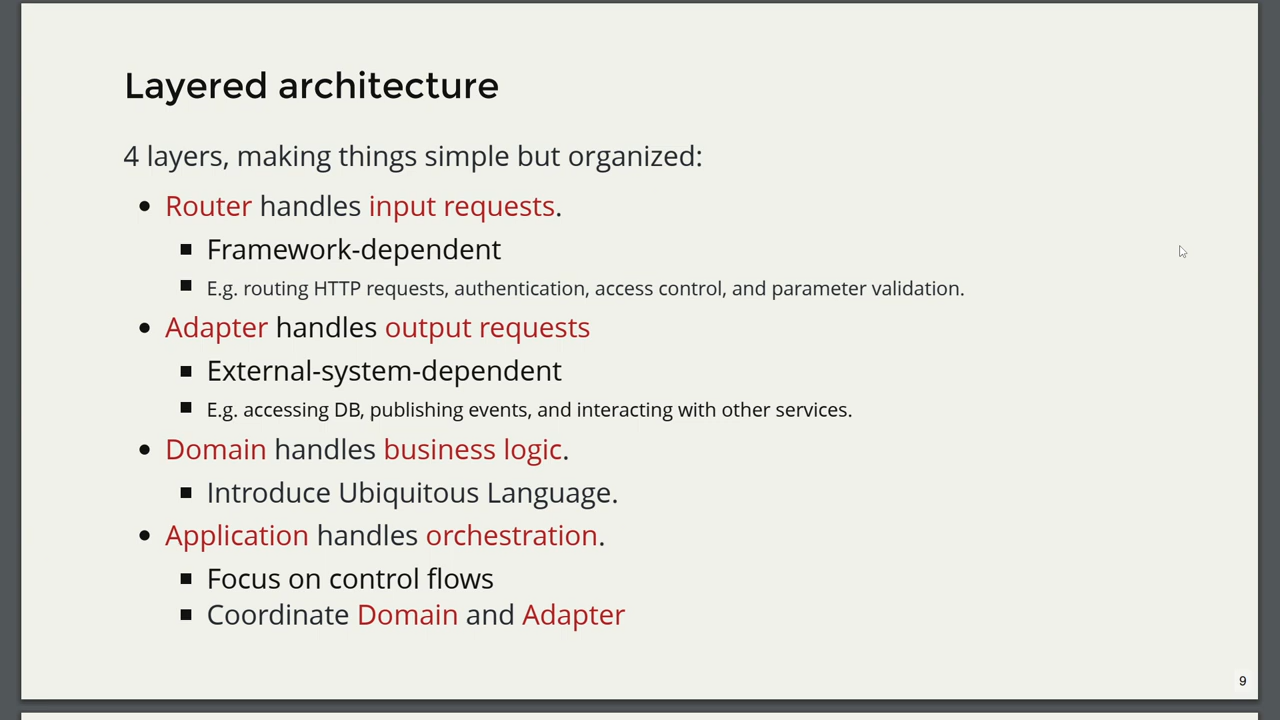 Layered architecture
4 layers, making things simple but organized:
Router handles input requests.
Framework-dependent
E.g. routing HTTP requests, authentication, access control, and parameter validation.
Adapter handles output requests
External-system-dependent
E.g. accessing DB, publishing events, and interacting with other services.
Domain handles business logic.
Introduce Ubiquitous Language.
Application handles orchestration.
Focus on control flows
Coordinate Domain and Adapter
9